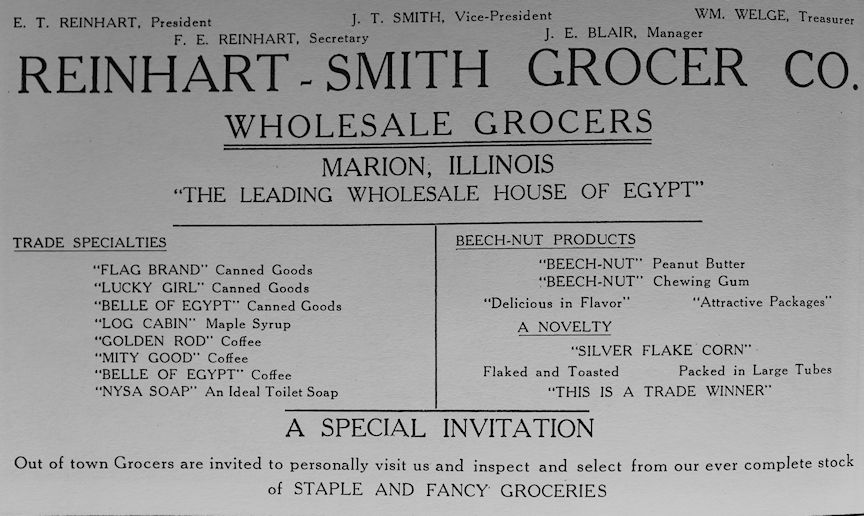 E. T. REINHART, President J. T. SMITH, Vice-President WM. WELGE, Treasurer
F. E. REINHART, Secretary J. E. BLAIR, Manager
REINHART - SMITH GROCER CO.
WHOLESALE GROCERS
MARION, ILLINOIS
"THE LEADING WHOLESALE HOUSE OF EGYPT"
TRADE SPECIALTIES
"FLAG BRAND" Canned Goods
"LUCKY GIRL" Canned Goods
"BELLE OF EGYPT" Canned Goods
"LOG CABIN" Maple Syrup
"GOLDEN ROD" Coffee
"MITY GOOD" Coffee
"BELLE OF EGYPT" Coffee
"NYSA SOAP" An Ideal Toilet Soap
BEECH-NUT PRODUCTS
"BEECH-NUT" Peanut Butter
"BEECH-NUT" Chewing Gum
"Delicious in Flavor" "Attractive Packages"
A NOVELTY
"SILVER FLAKE CORN"
Flaked and Toasted Packed in Large Tubes
"THIS IS A TRADE WINNER"
A SPECIAL INVITATION
Out of town Grocers are invited to personally visit us and inspect and select from our ever complete stock
of STAPLE AND FANCY GROCERIES